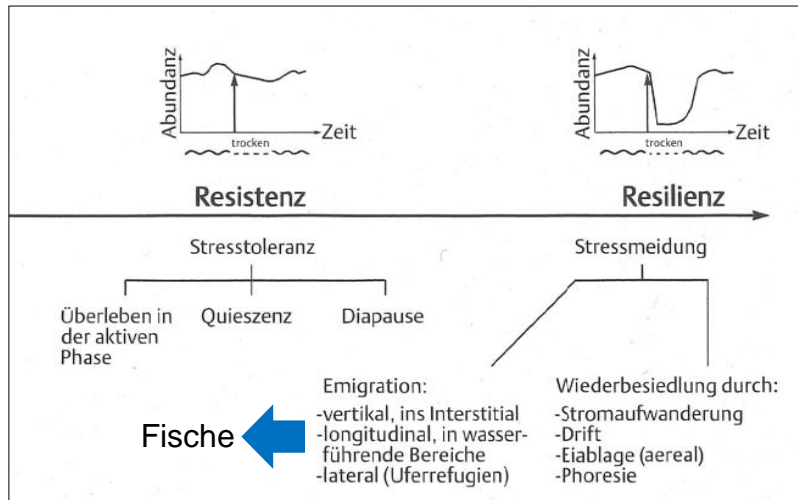 Abundanz
Zeit
trocken
Abundanz
Zeit
trocken
Resistenz
Resilienz
Stresstoleranz
Stressmeidung
Überleben in
der aktiven
Phase
Quieszenz
Diapause
Emigration:
-vertikal, ins Interstitial
-longitudinal, in wasser-
führende Bereiche
-lateral (Uferrefugien)
Wiederbesiedlung durch:
-Stromaufwanderung
-Drift
-Eiablage (aereal)
-Phoresie
Fische